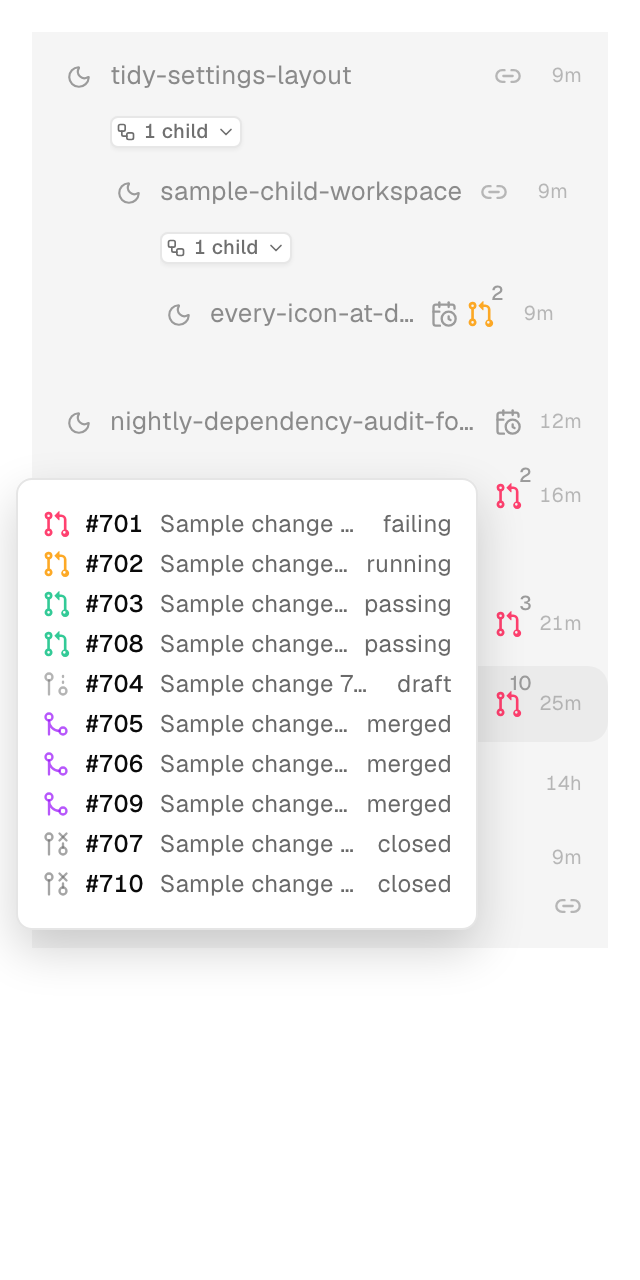 tidy-settings-layout 9m
1 child
sample-child-workspace 9m
1 child
every-icon-at-d... 2 9m
nightly-dependency-audit-fo... 12m
2 16m
#701 Sample change ... failing
#702 Sample change... running
#703 Sample change... passing
3 21m
#708 Sample change... passing
#704 Sample change 7... draft
10 25m
#705 Sample change... merged
#706 Sample change... merged
14h
#709 Sample change... merged
#707 Sample change ... closed
9m
#710 Sample change ... closed